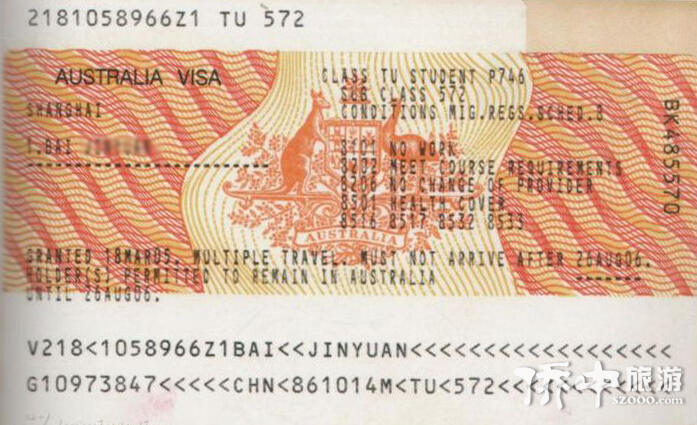 2181058966Z1 TU 572
AUSTRALIA VISA
SHANGHAI
1.BAI
CLASS TU STUDENT P746
SUB CLASS 572
CONDITIONS MIG.REGS.SCHED.8
8101 NO WORK
8202 MEET COURSE REQUIREMENTS
8206 NO CHANGE OF PROVIDER
8501 HEALTH COVER
8516 8517 8532 8533
BK485570
AUSTRALIA
GRANTED 18MAR05. MULTIPLE TRAVEL. MUST NOT ARRIVE AFTER 26AUG06.
HOLDER(S) PERMITTED TO REMAIN IN AUSTRALIA
UNTIL 26AUG06.
V218<1058966Z1BAI<<JINYUAN<<<<<<<<<<<<<<<<<<<
G10973847<<<<<CHN<861014M<TU<572<<<<<<<<<<<<
侨中旅游
sz000.com